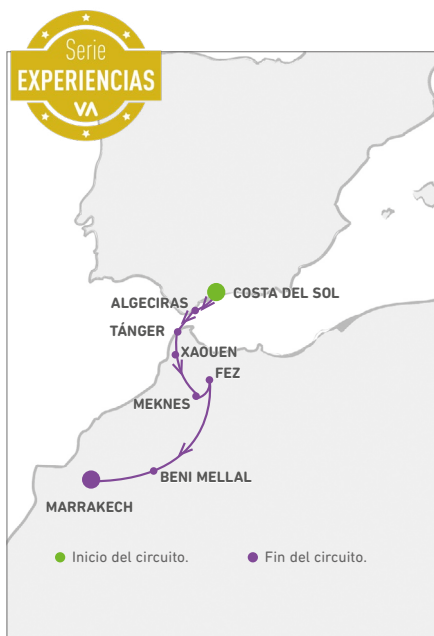 Serie
EXPERIENCIAS
VA
COSTA DEL SOL
ALGECIRAS
TÁNGER
XAOUEN
FEZ
MEKNES
BENI MELLAL
MARRAKECH
Inicio del circuito.
Fin del circuito.